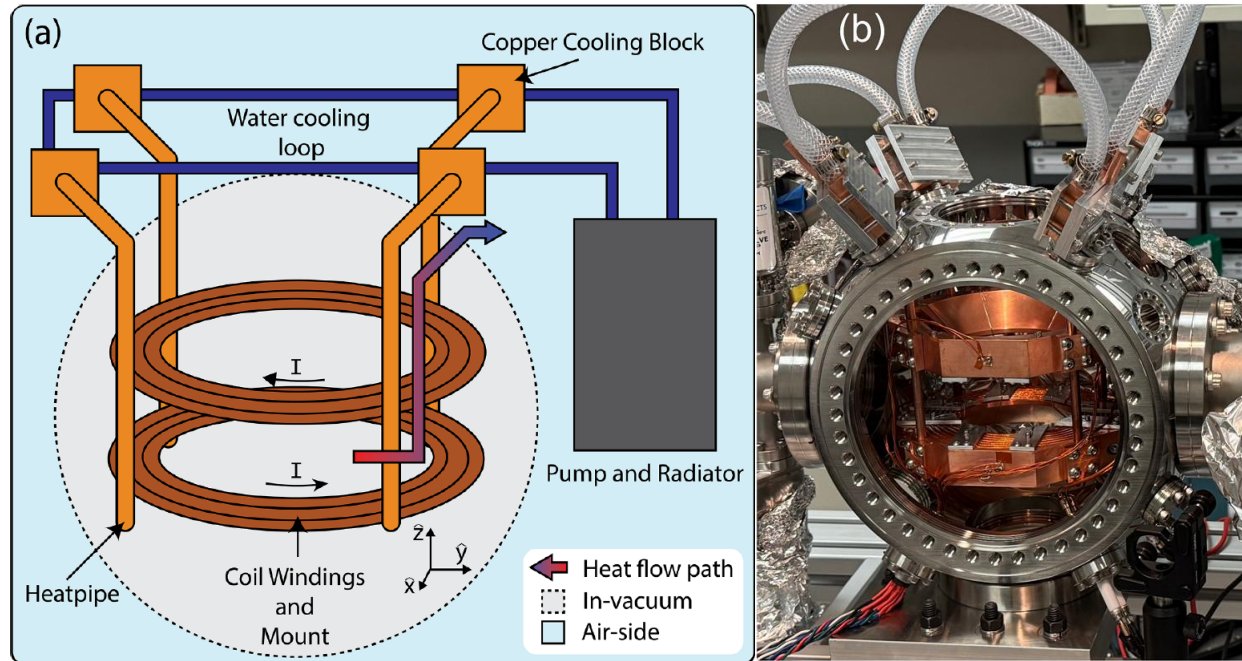 (a)
Copper Cooling Block
Water cooling
loop
I
I
Pump and Radiator
ẑ
ŷ
x̂
Heatpipe
Coil Windings
and
Mount
Heat flow path
In-vacuum
Air-side
(b)